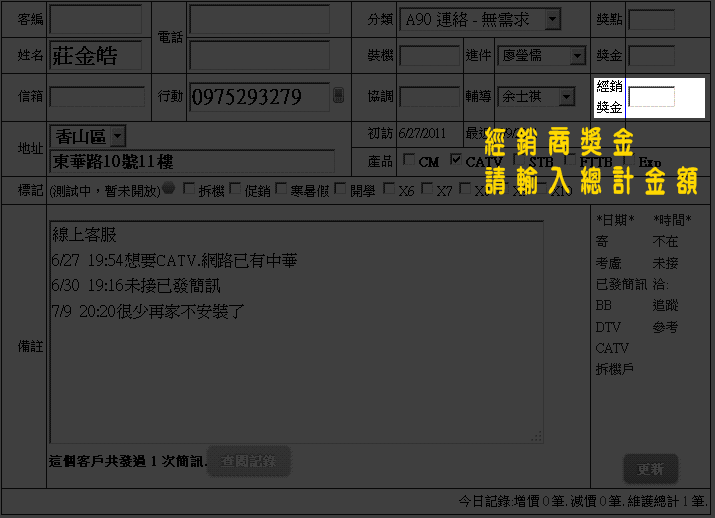 客編 電話 分類 A90 連絡 - 無需求 獎點
姓名 莊金皓 裝機 進件 廖瑩儒 獎金
信箱 行動 0975293279 協調 輔導 余士祺 經銷獎金
地址 香山區 初訪 6/27/2011
經銷商獎金
東華路10號11樓 產品 CM CATV STB FTTB
請輸入總計金額
標記 (測試中,暫未開放) 拆機 促銷 寒暑假 開學 X6 X7
備註
線上客服
6/27 19:54想要CATV.網路已有中華
6/30 19:16未接已發簡訊
7/9 20:20很少再家不安裝了
*日期* *時間*
寄 不在
考慮 未接
已發簡訊 洽:
BB 追蹤
DTV 參考
CATV
拆機戶
這個客戶共發過 1 次簡訊. 查閱記錄 更新
今日記錄:增價 0 筆. 減價 0 筆. 維護總計 1 筆.